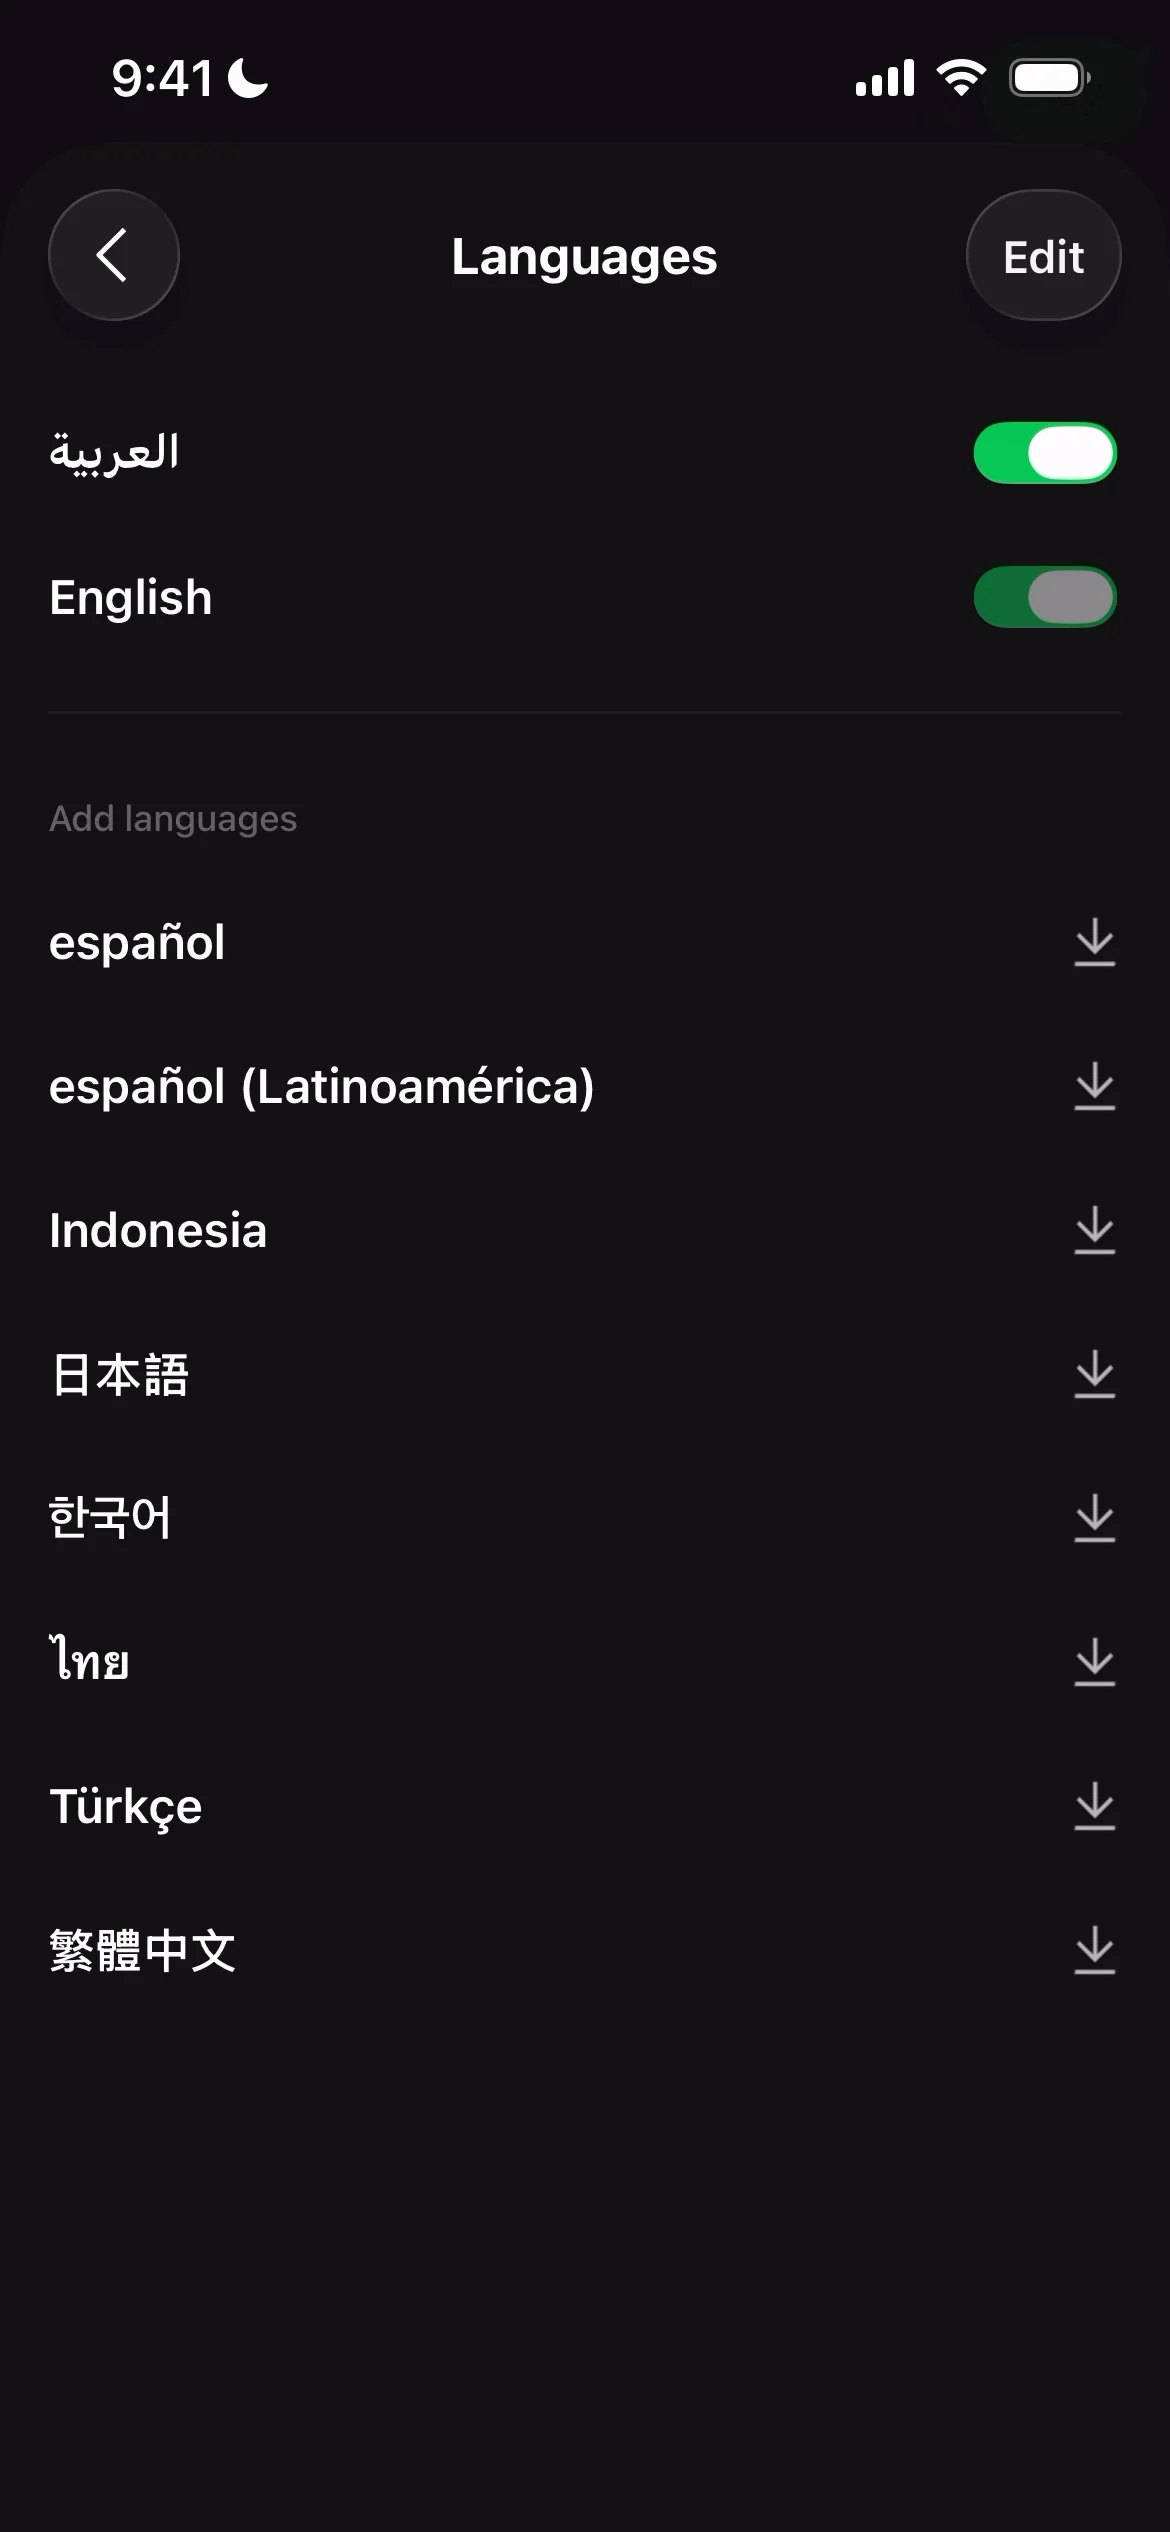 9:41
Languages
Edit
العربية
English
Add languages
español
español (Latinoamérica)
Indonesia
日本語
한국어
ไทย
Türkçe
繁體中文